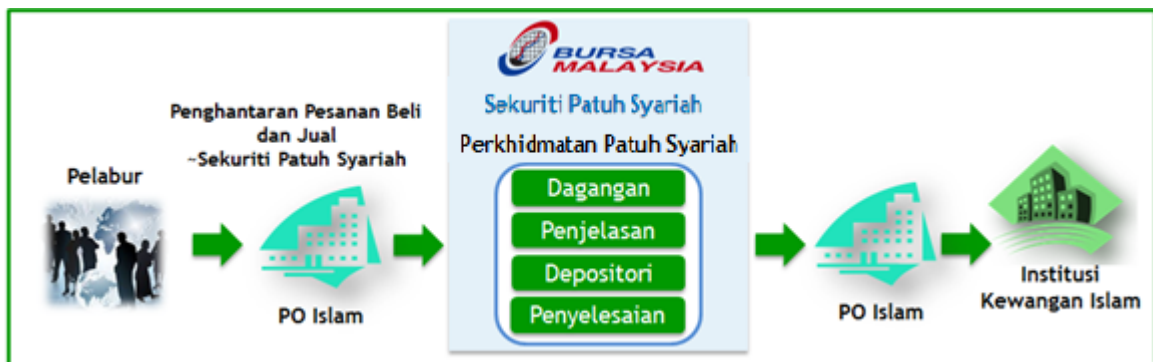 Pelabur
Penghantaran Pesanan Beli
dan Jual
~Sekuriti Patuh Syariah
PO Islam
BURSA
MALAYSIA
Sekuriti Patuh Syariah
Perkhidmatan Patuh Syariah
Dagangan
Penjelasan
Depositori
Penyelesaian
PO Islam
Institusi
Kewangan Islam